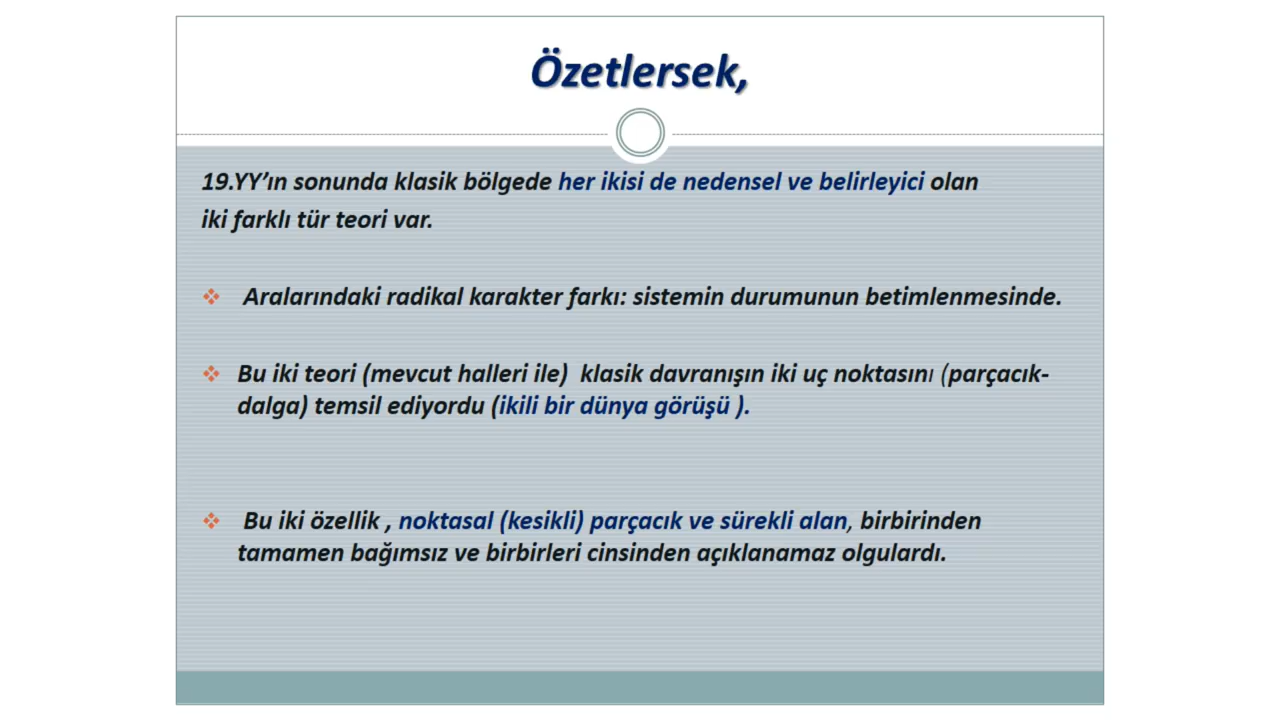 Özetlersek,
19.YY’ın sonunda klasik bölgede her ikisi de nedensel ve belirleyici olan
iki farklı tür teori var.
Aralarındaki radikal karakter farkı: sistemin durumunun betimlenmesinde.
Bu iki teori (mevcut halleri ile)  klasik davranışın iki uç noktasını (parçacık-
dalga) temsil ediyordu (ikili bir dünya görüşü ).
Bu iki özellik , noktasal (kesikli) parçacık ve sürekli alan, birbirinden
tamamen bağımsız ve birbirleri cinsinden açıklanamaz olgulardı.